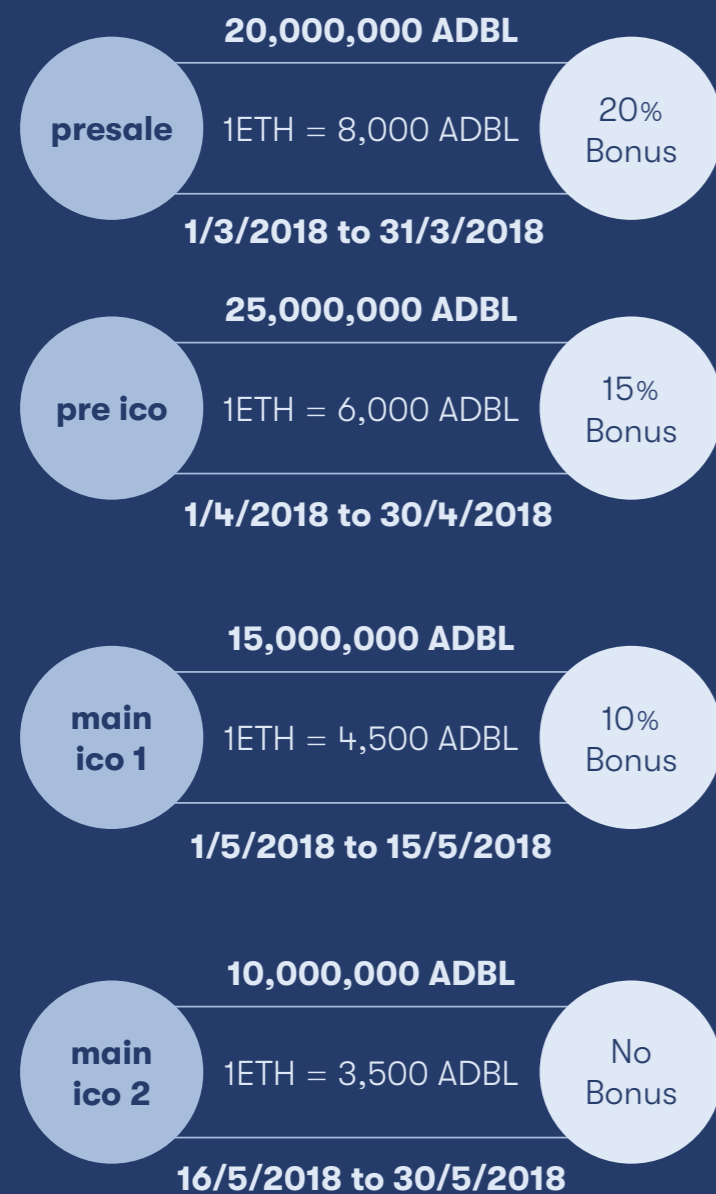 20,000,000 ADBL
presale
1ETH = 8,000 ADBL
20%
Bonus
1/3/2018 to 31/3/2018
25,000,000 ADBL
pre ico
1ETH = 6,000 ADBL
15%
Bonus
1/4/2018 to 30/4/2018
15,000,000 ADBL
main
ico 1
1ETH = 4,500 ADBL
10%
Bonus
1/5/2018 to 15/5/2018
10,000,000 ADBL
main
ico 2
1ETH = 3,500 ADBL
No
Bonus
16/5/2018 to 30/5/2018